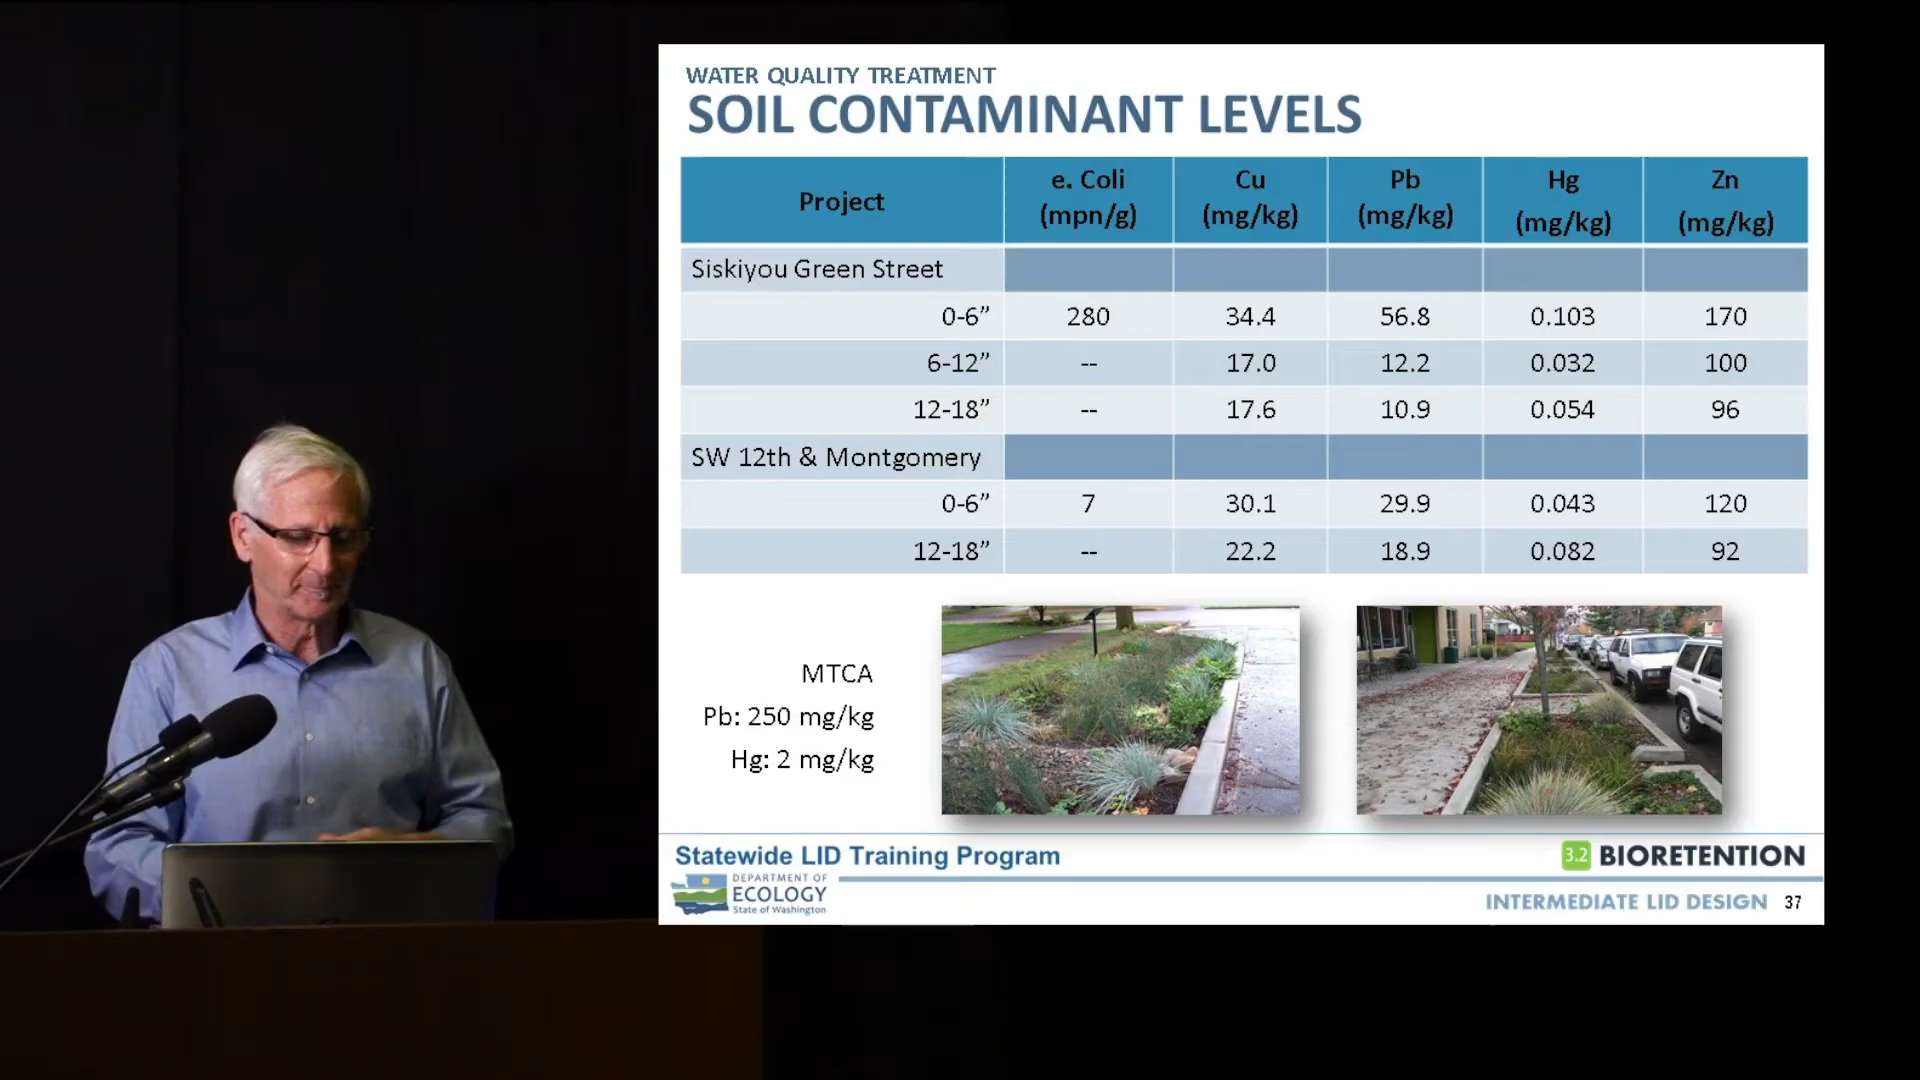 WATER QUALITY TREATMENT
SOIL CONTAMINANT LEVELS
Project e. Coli (mpn/g) Cu (mg/kg) Pb (mg/kg) Hg (mg/kg) Zn (mg/kg)
Siskiyou Green Street
0-6” 280 34.4 56.8 0.103 170
6-12” -- 17.0 12.2 0.032 100
12-18” -- 17.6 10.9 0.054 96
SW 12th & Montgomery
0-6” 7 30.1 29.9 0.043 120
12-18” -- 22.2 18.9 0.082 92
MTCA
Pb: 250 mg/kg
Hg: 2 mg/kg
Statewide LID Training Program
3.2 BIORETENTION
DEPARTMENT OF
ECOLOGY
State of Washington
INTERMEDIATE LID DESIGN 37